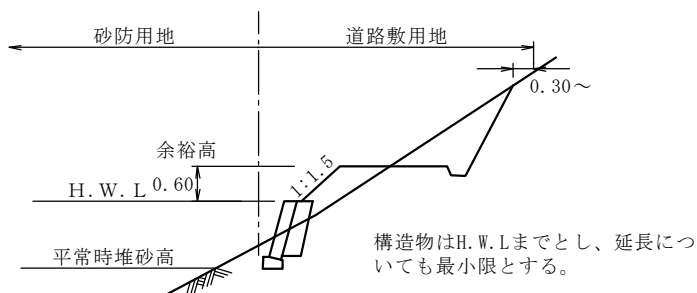 砂防用地
道路敷用地
0.30～
余裕高
1:1.5
H.W.L
0.60
構造物はH.W.Lまでとし、延長につ
いても最小限とする。
平常時堆砂高